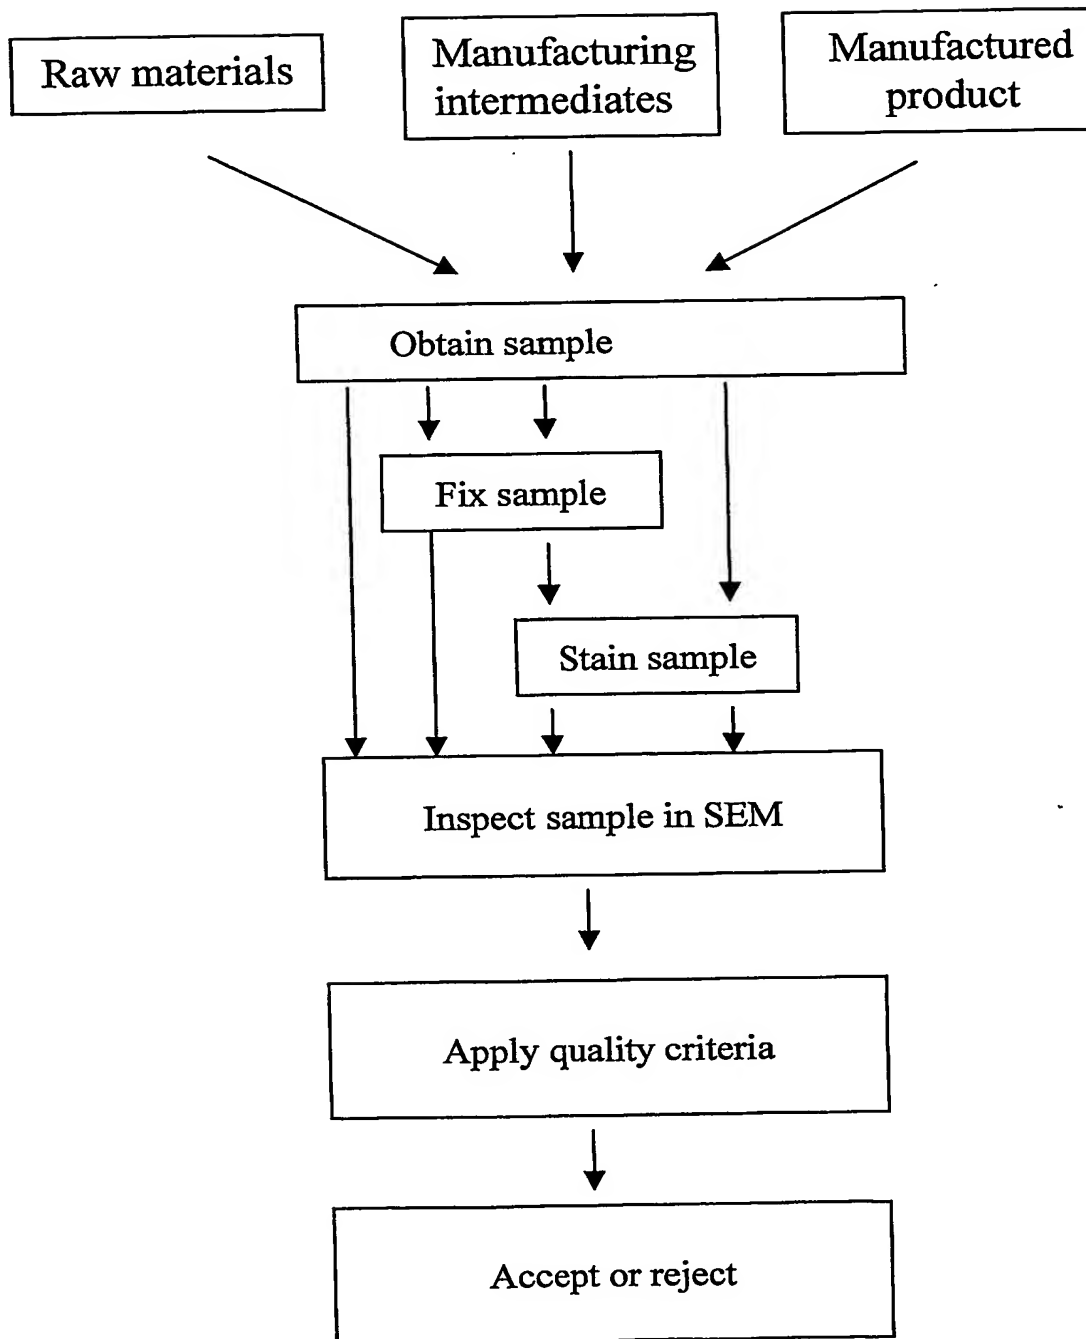 Raw materials
Manufacturing
intermediates
Manufactured
product
Obtain sample
Fix sample
Stain sample
Inspect sample in SEM
Apply quality criteria
Accept or reject